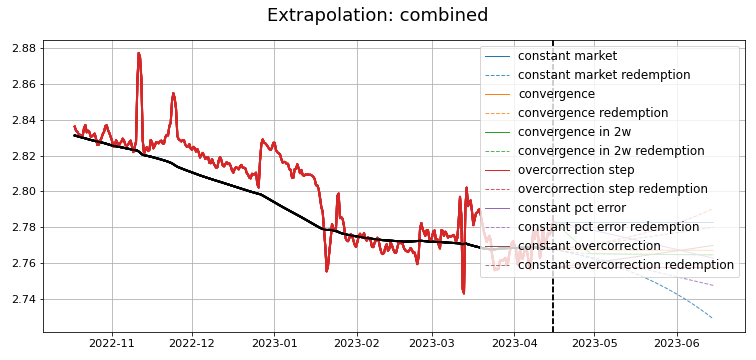 Extrapolation: combined
2.88
2.86
2.84
2.82
2.80
2.78
2.76
2.74
constant market
constant market redemption
convergence
convergence redemption
convergence in 2w
convergence in 2w redemption
overcorrection step
overcorrection step redemption
constant pct error
constant pct error redemption
constant overcorrection
constant overcorrection redemption
2022-11 2022-12 2023-01 2023-02 2023-03 2023-04 2023-05 2023-06